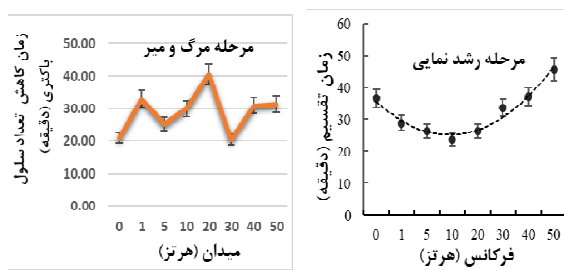 مرحله مرگ و میر
زمان کاهش تعداد سلول
باکتری (دقیقه)
50.00
40.00
30.00
20.00
10.00
0.00
0 1 5 10 20 30 40 50
میدان (هرتز)
مرحله رشد نمایی
زمان تقسیم (دقیقه)
60
50
40
30
20
10
0
0 1 5 10 20 30 40 50
فرکانس (هرتز)